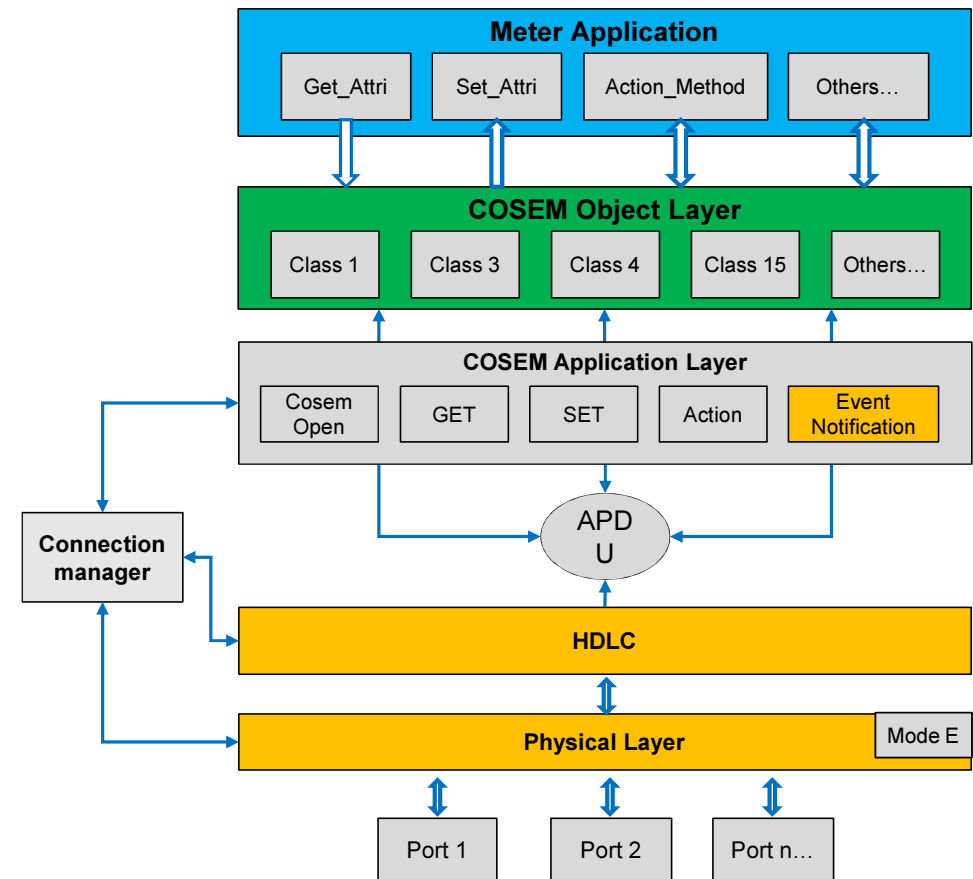 Meter Application
Get_Attri
Set_Attri
Action_Method
Others…
COSEM Object Layer
Class 1
Class 3
Class 4
Class 15
Others…
COSEM Application Layer
Cosem
Open
GET
SET
Action
Event
Notification
APD
U
Connection
manager
HDLC
Physical Layer
Mode E
Port 1
Port 2
Port n…